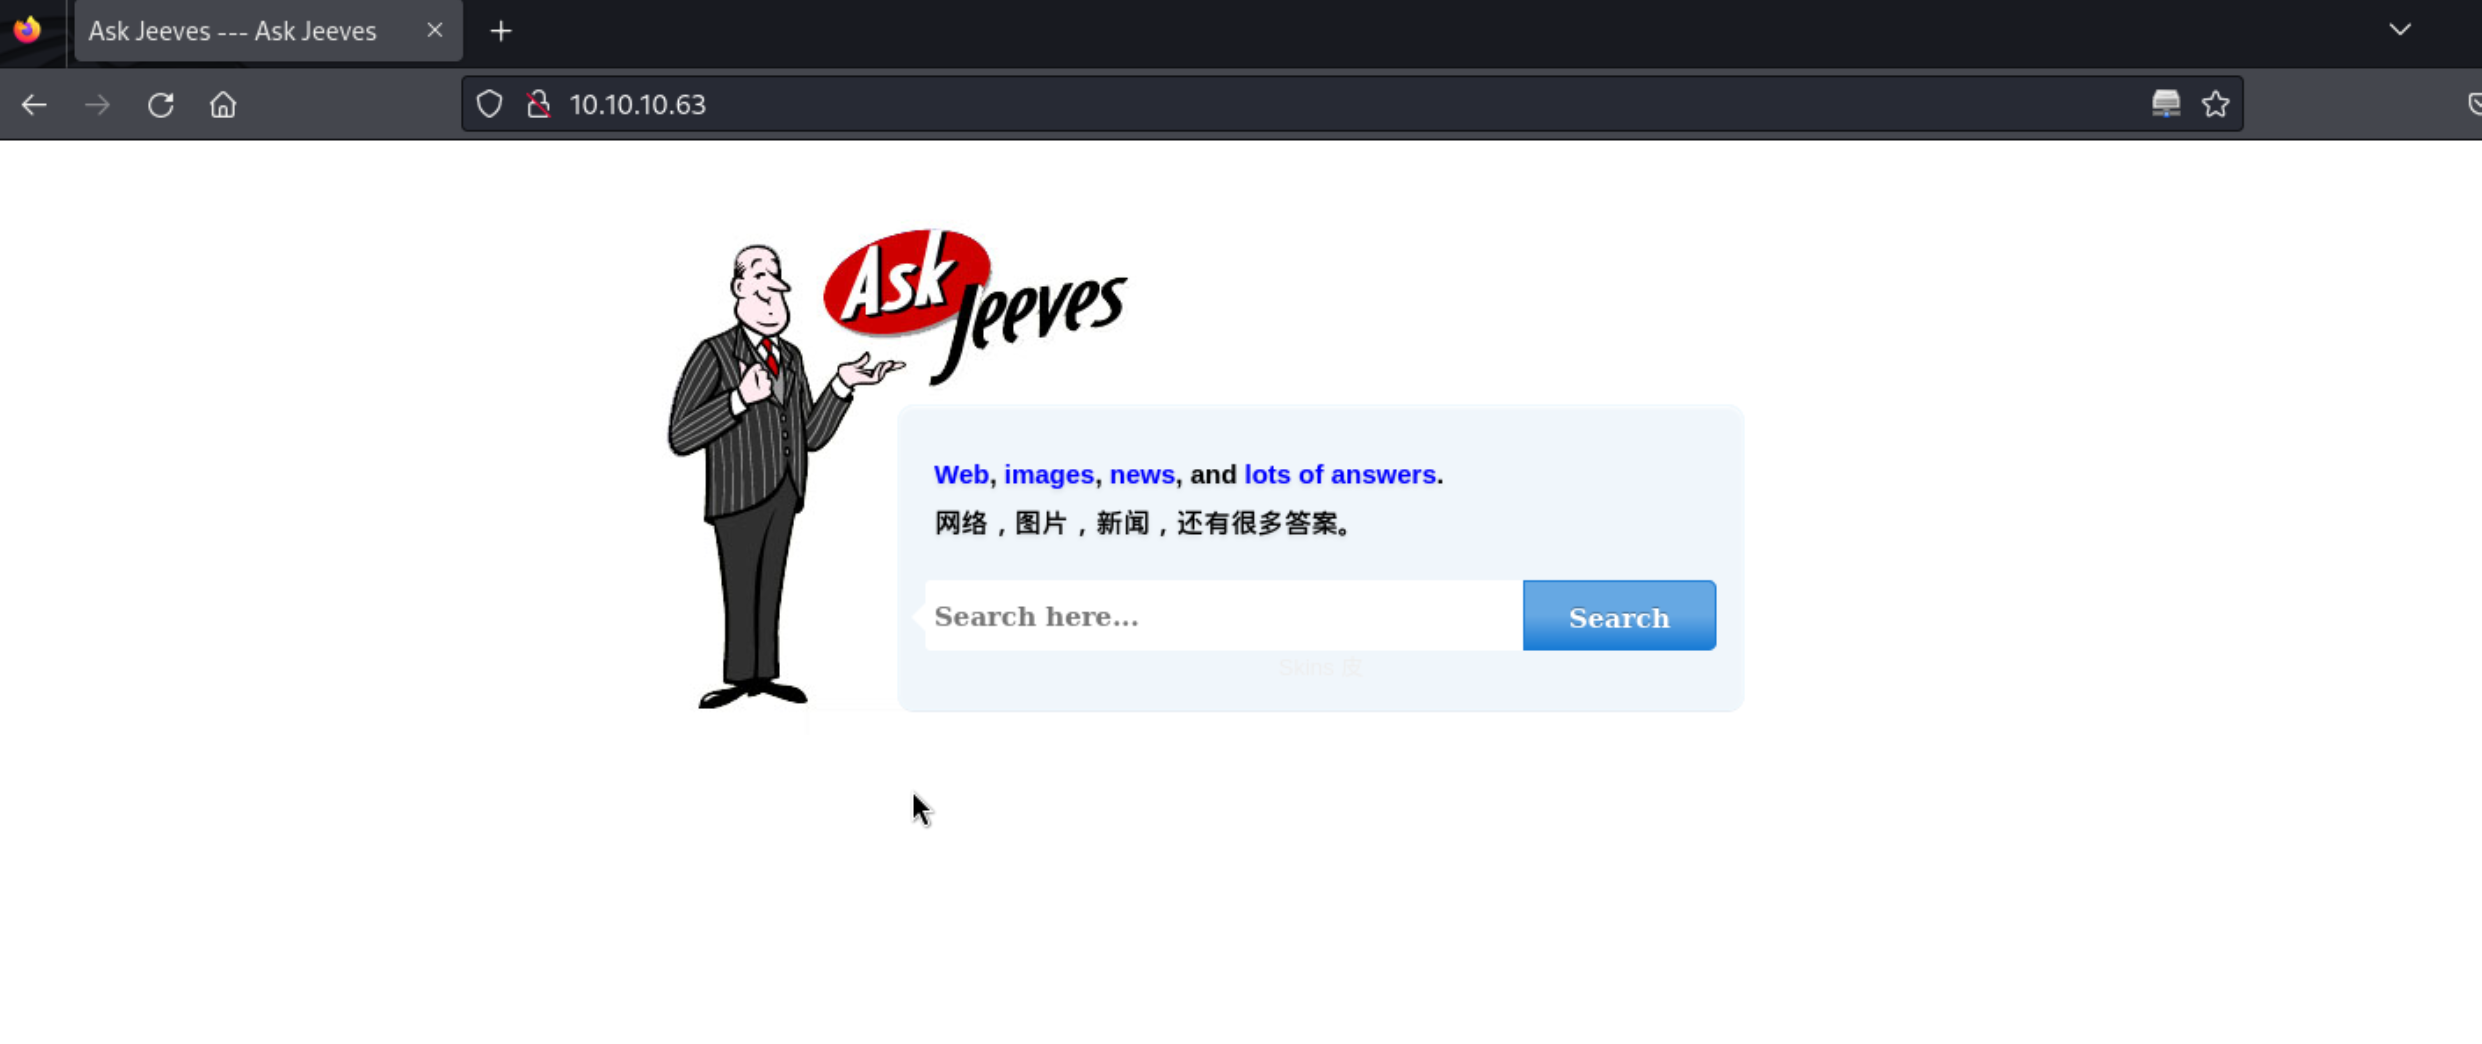 Ask Jeeves --- Ask Jeeves
10.10.10.63
Ask Jeeves
Web, images, news, and lots of answers.
网络，图片，新闻，还有很多答案。
Search here... Search
Skins 皮